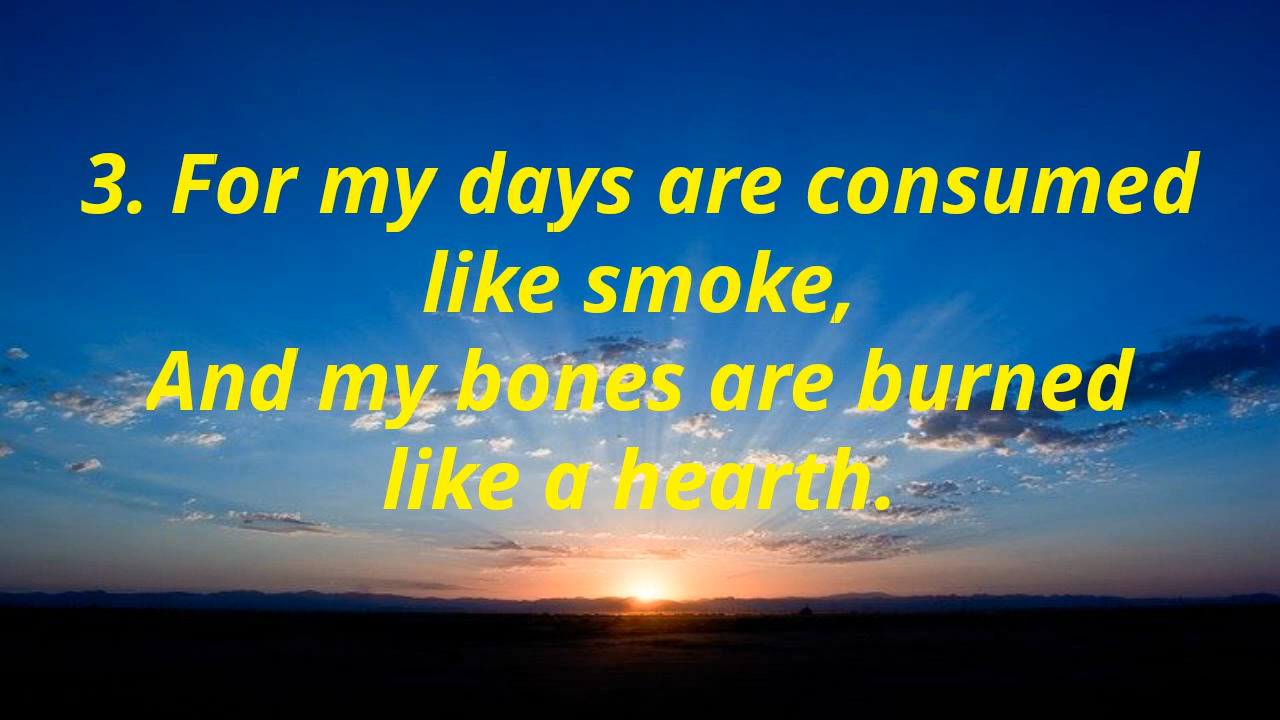 3. For my days are consumed
like smoke,
And my bones are burned
like a hearth.